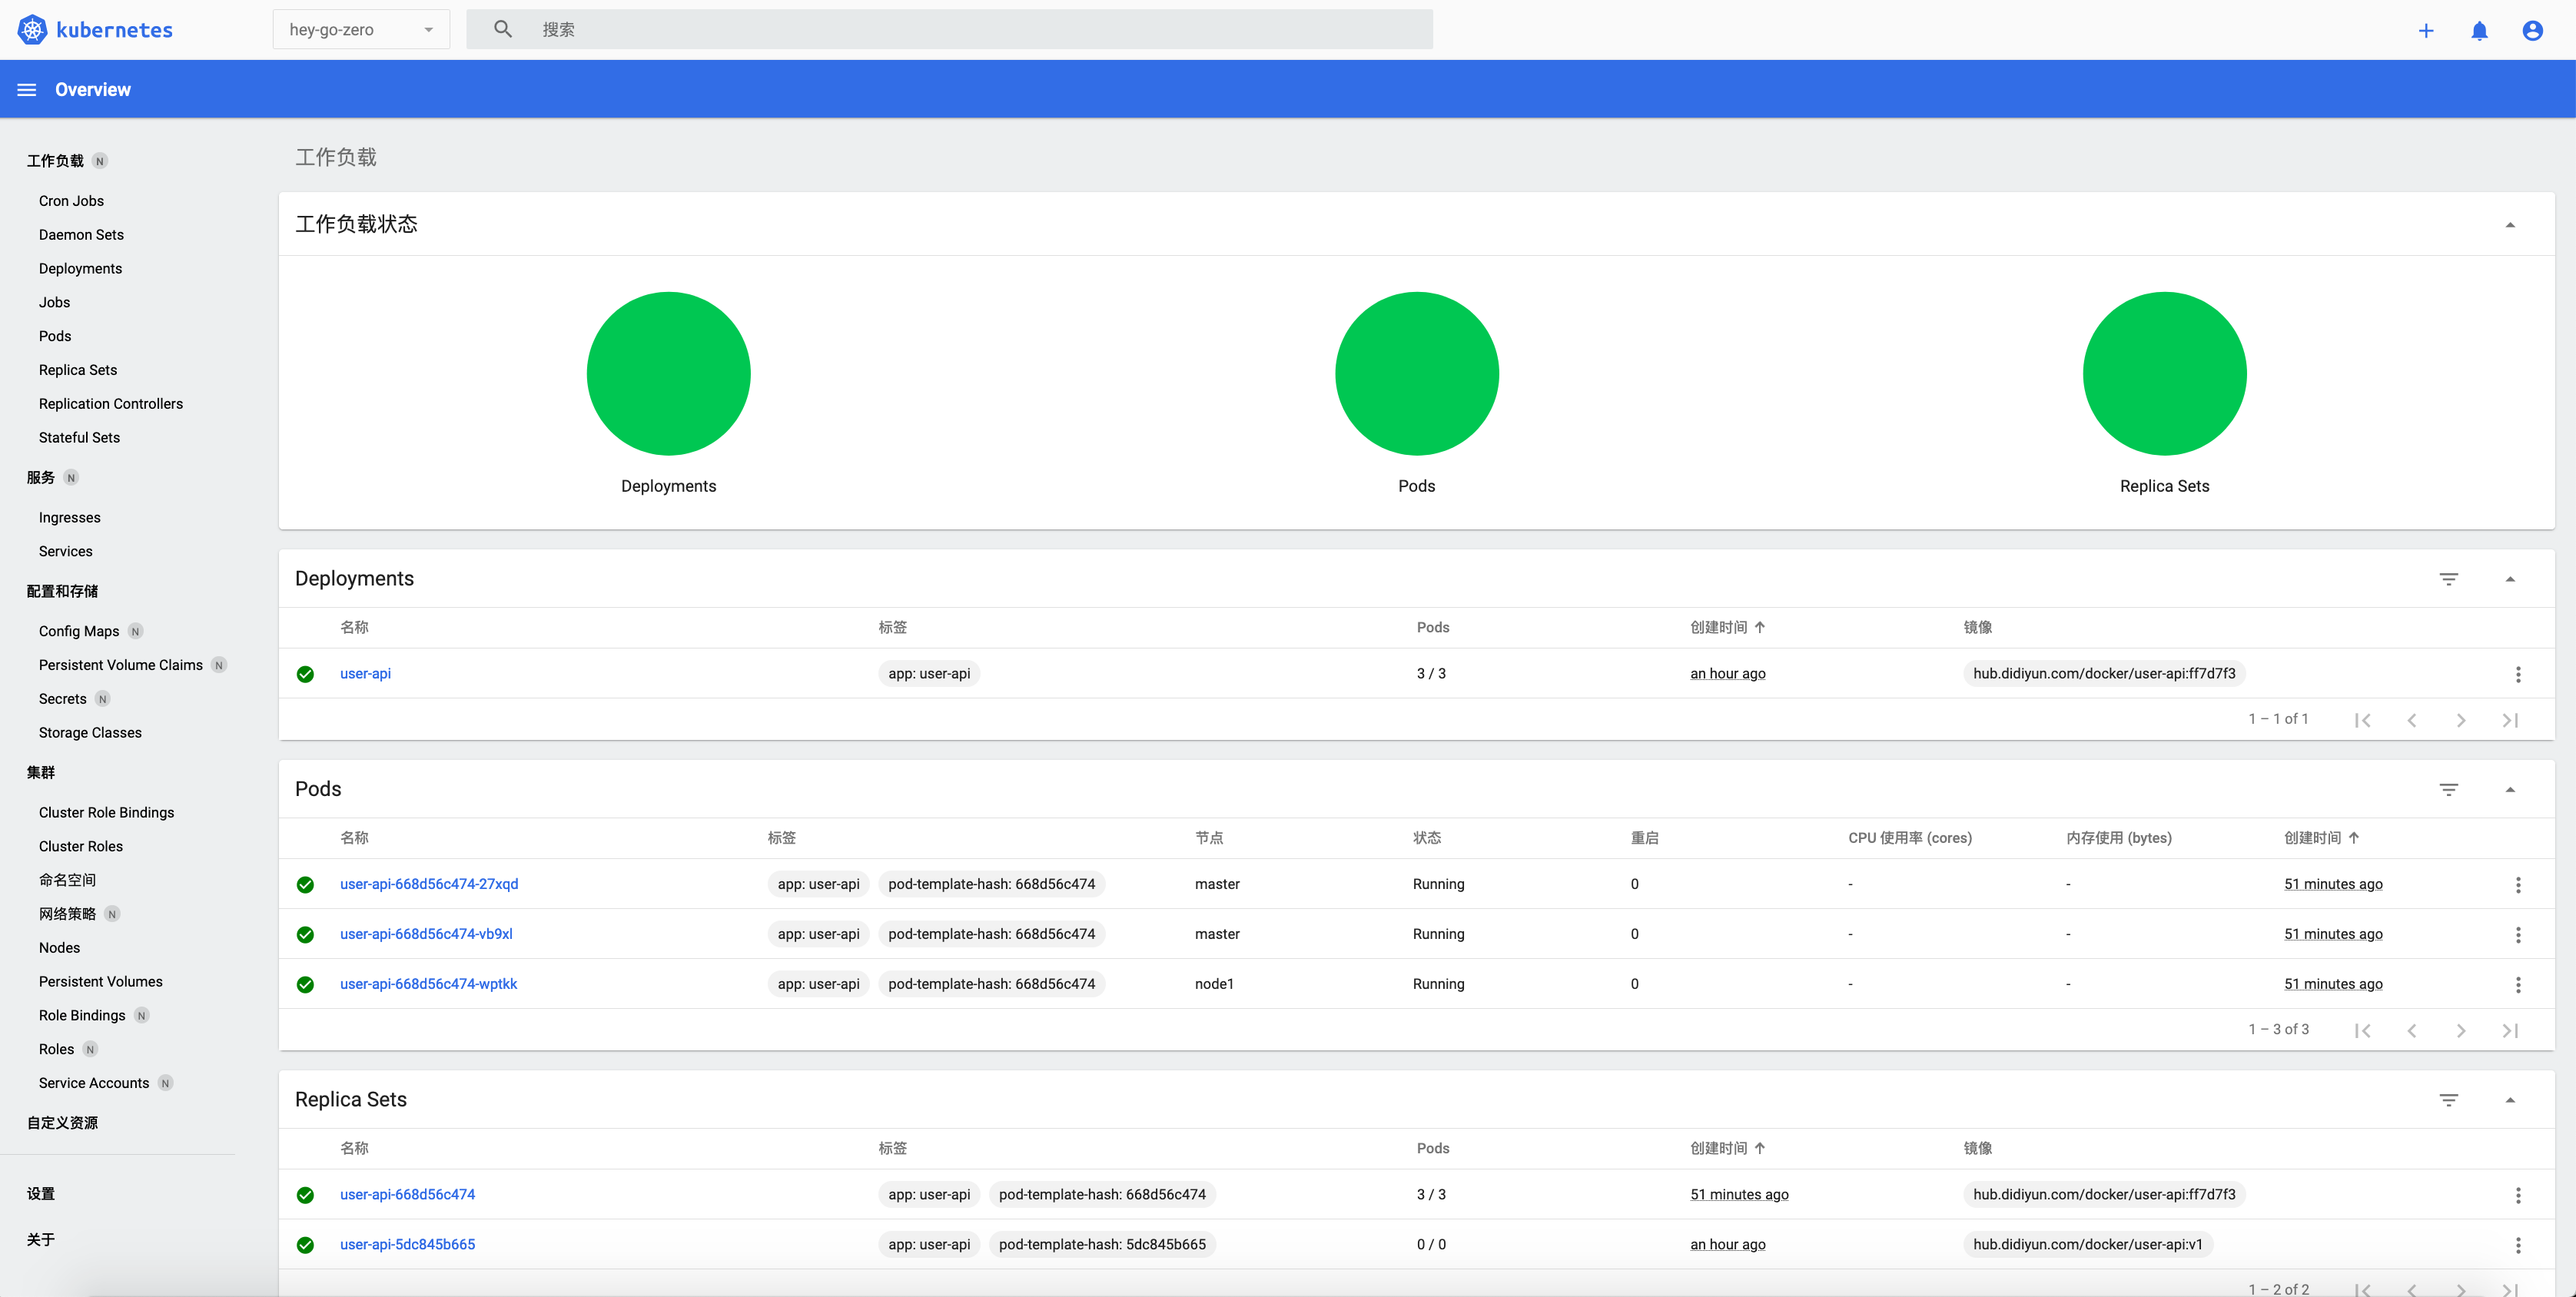 kubernetes
hey-go-zero
搜索
Overview
工作负载 N
Cron Jobs
Daemon Sets
Deployments
Jobs
Pods
Replica Sets
Replication Controllers
Stateful Sets
服务 N
Ingresses
Services
配置和存储
Config Maps N
Persistent Volume Claims N
Secrets N
Storage Classes
集群
Cluster Role Bindings
Cluster Roles
命名空间
网络策略 N
Nodes
Persistent Volumes
Role Bindings N
Roles N
Service Accounts N
自定义资源
设置
关于
工作负载
工作负载状态
Deployments Pods Replica Sets
Deployments
名称 标签 Pods 创建时间 镜像
user-api app: user-api 3 / 3 an hour ago hub.didiyun.com/docker/user-api:ff7d7f3
1 – 1 of 1
Pods
名称 标签 节点 状态 重启 CPU 使用率 (cores) 内存使用 (bytes) 创建时间
user-api-668d56c474-27xqd app: user-api pod-template-hash: 668d56c474 master Running 0 - - 51 minutes ago
user-api-668d56c474-vb9xl app: user-api pod-template-hash: 668d56c474 master Running 0 - - 51 minutes ago
user-api-668d56c474-wptkk app: user-api pod-template-hash: 668d56c474 node1 Running 0 - - 51 minutes ago
1 – 3 of 3
Replica Sets
名称 标签 Pods 创建时间 镜像
user-api-668d56c474 app: user-api pod-template-hash: 668d56c474 3 / 3 51 minutes ago hub.didiyun.com/docker/user-api:ff7d7f3
user-api-5dc845b665 app: user-api pod-template-hash: 5dc845b665 0 / 0 an hour ago hub.didiyun.com/docker/user-api:v1
1 – 2 of 2